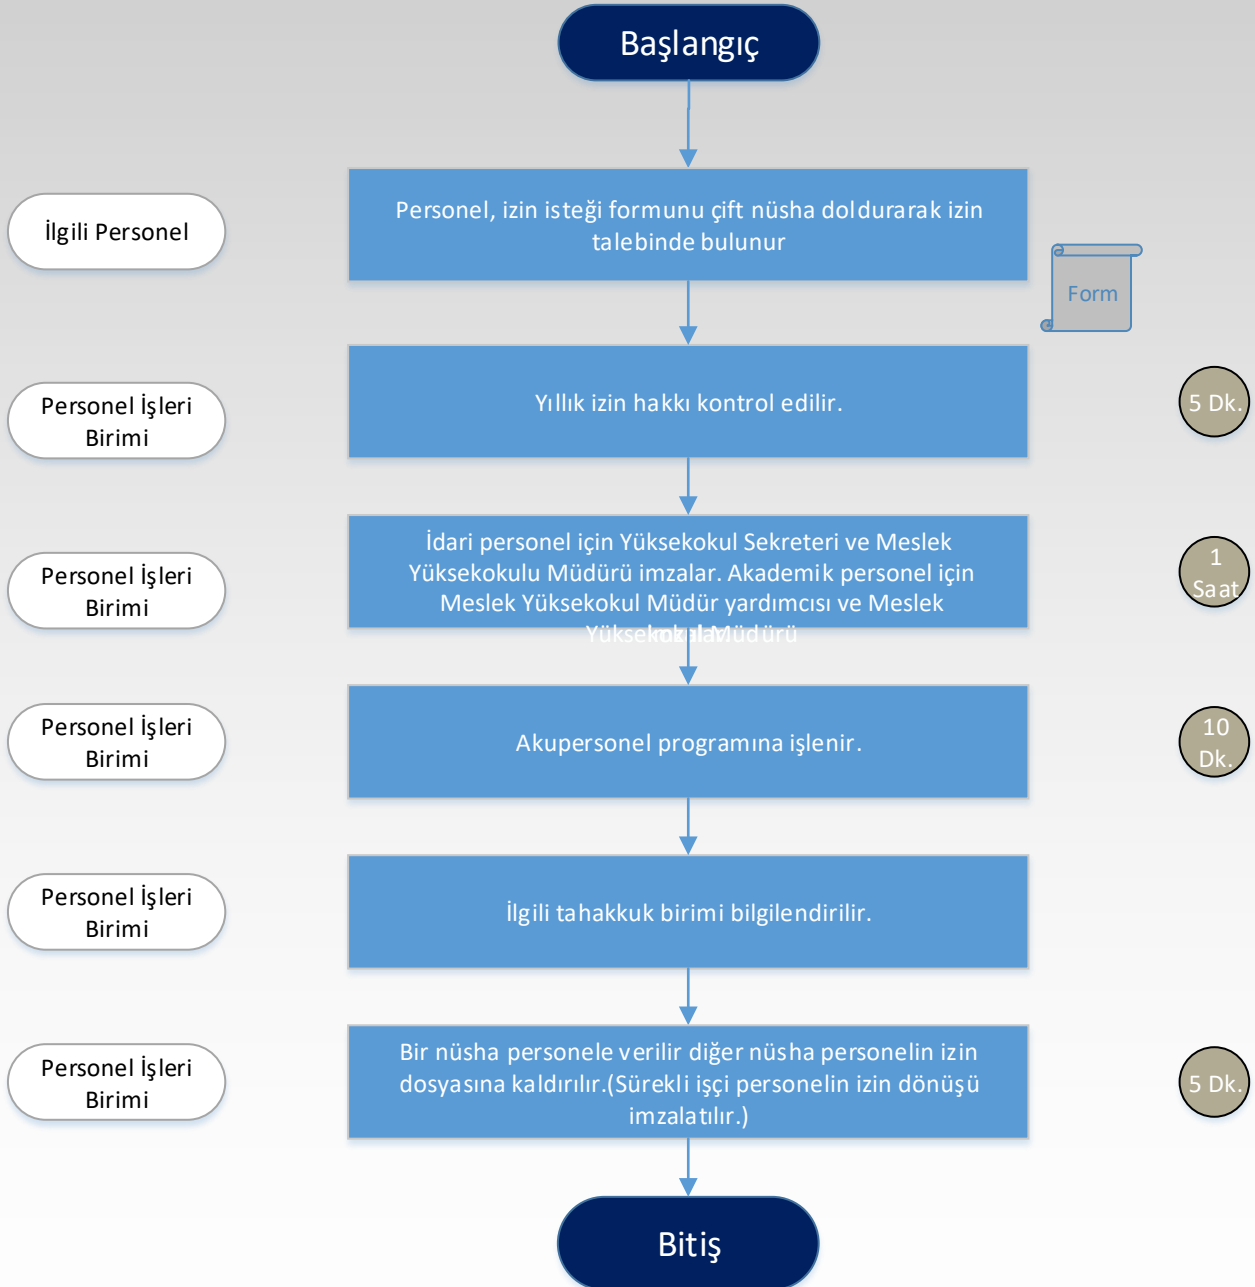 Başlangıç
İlgili Personel
Personel, izin isteği formunu çift nüsha doldurarak izin
talebinde bulunur
Form
Personel İşleri
Birimi
Yıllık izin hakkı kontrol edilir.
5 Dk.
Personel İşleri
Birimi
İdari personel için Yüksekokul Sekreteri ve Meslek
Yüksekokulu Müdürü imzalar. Akademik personel için
Meslek Yüksekokul Müdür yardımcısı ve Meslek
Müdürü
1
Saat
Personel İşleri
Birimi
Akupersonel programına işlenir.
10
Dk.
Personel İşleri
Birimi
İlgili tahakkuk birimi bilgilendirilir.
Personel İşleri
Birimi
Bir nüsha personele verilir diğer nüsha personelin izin
dosyasına kaldırılır.(Sürekli işçi personelin izin dönüşü
imzalatılır.)
5 Dk.
Bitiş